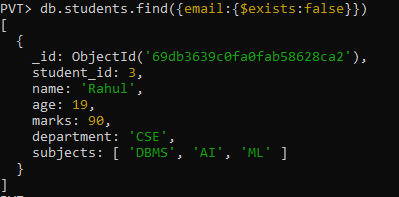 PVT> db.students.find({email:{$exists:false}})
[
  {
    _id: ObjectId('69db3639c0fa0fab58628ca2'),
    student_id: 3,
    name: 'Rahul',
    age: 19,
    marks: 90,
    department: 'CSE',
    subjects: [ 'DBMS', 'AI', 'ML' ]
  }
]